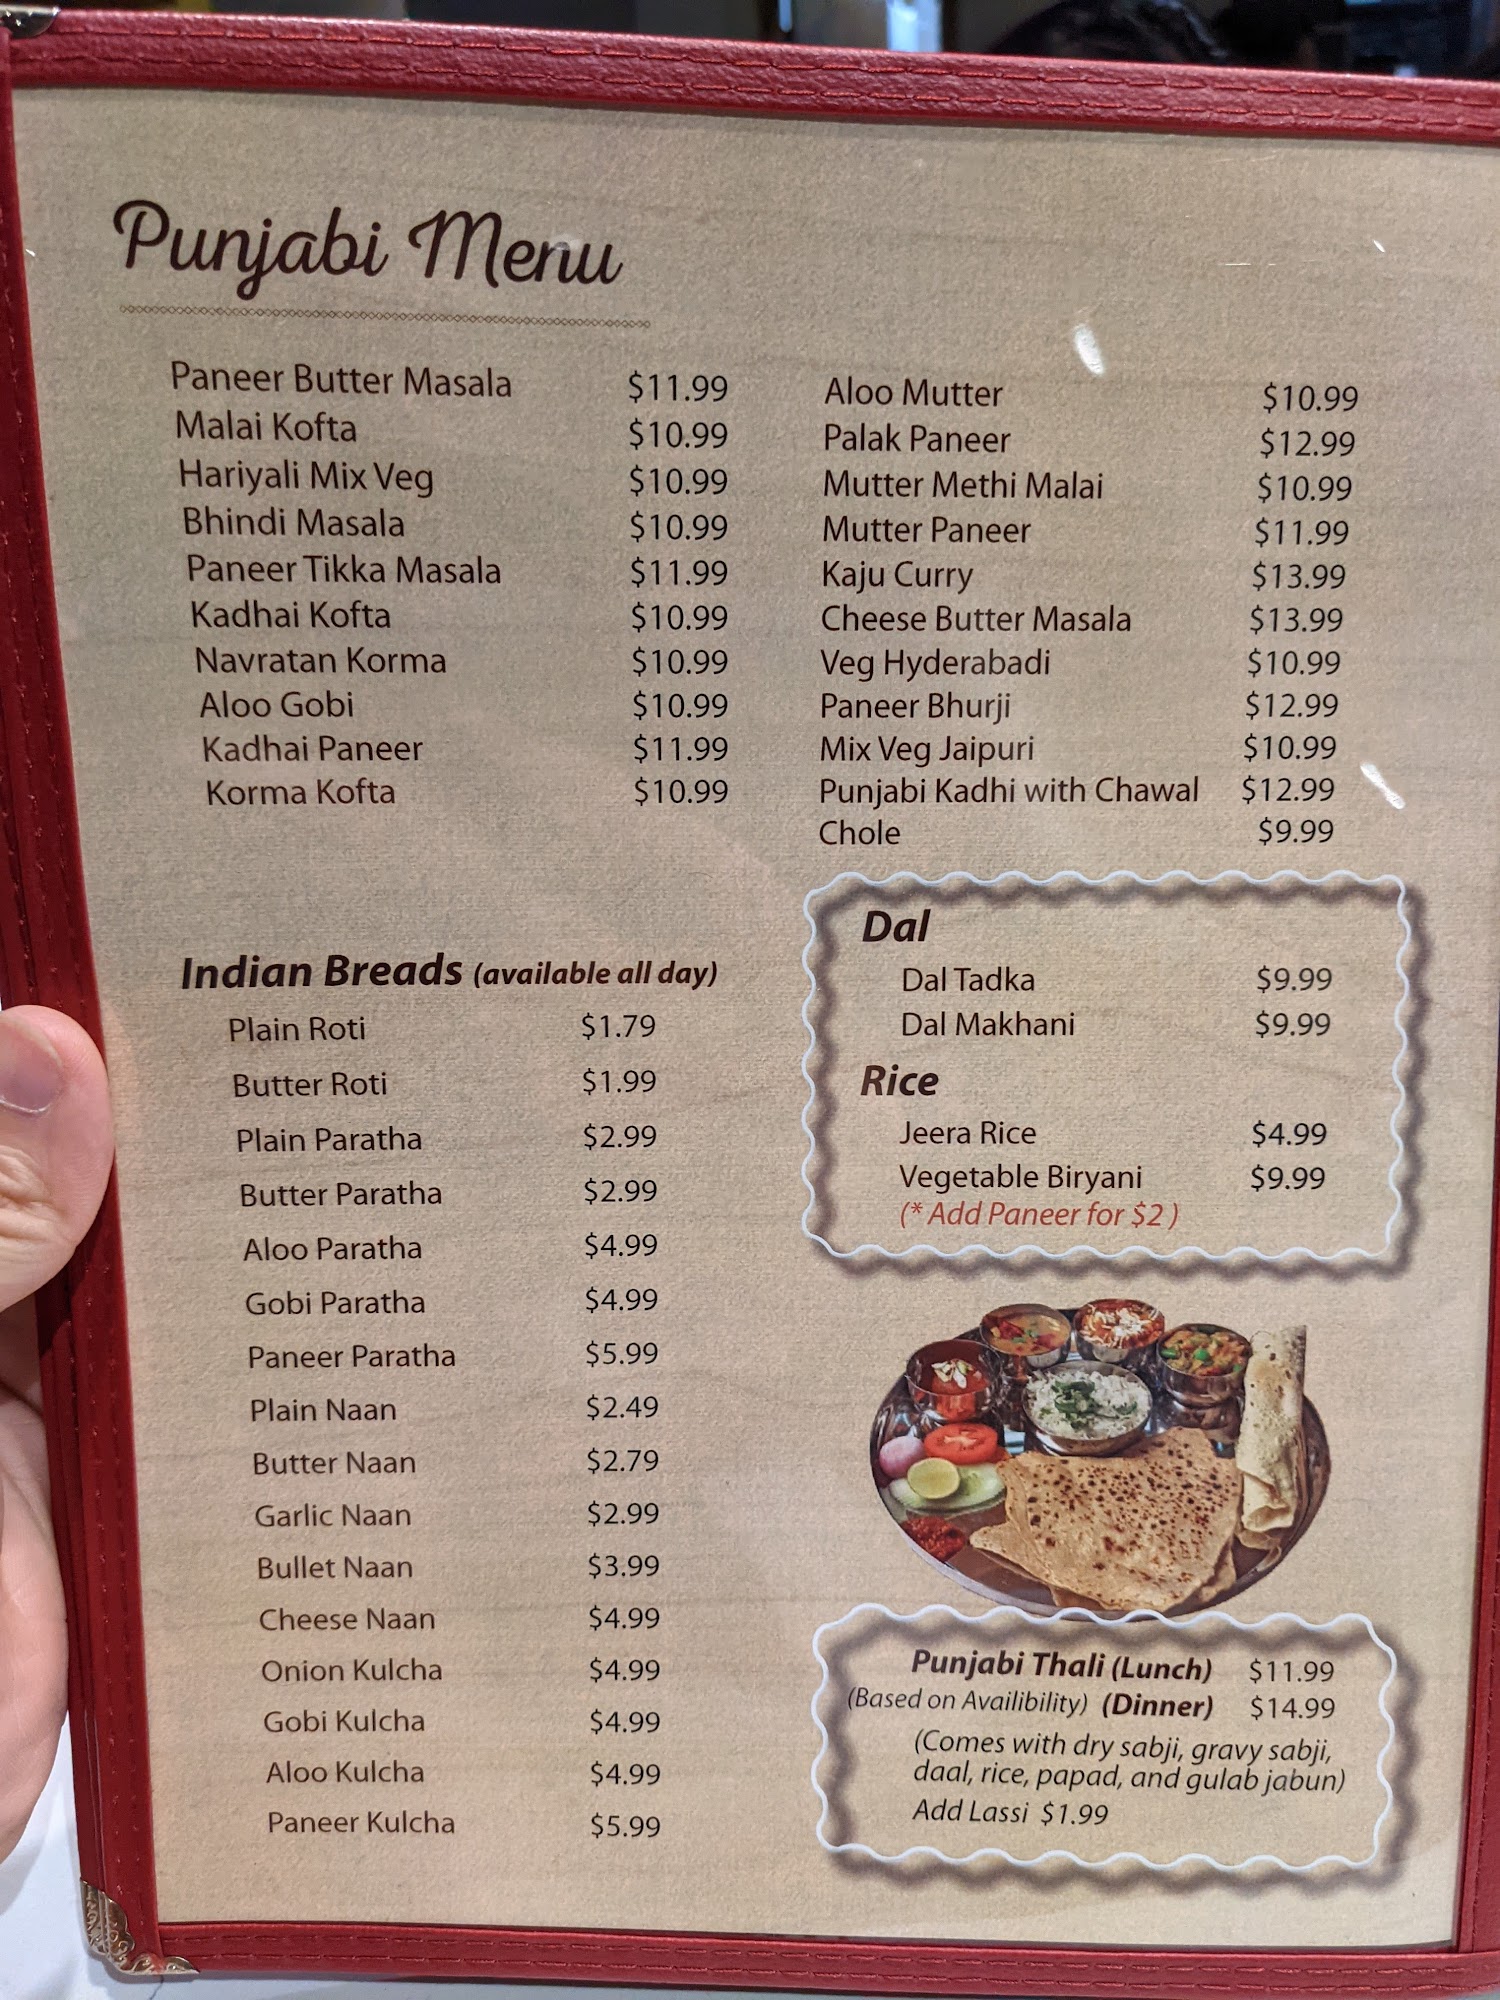 Punjabi Menu
Paneer Butter Masala $11.99
Malai Kofta $10.99
Hariyali Mix Veg $10.99
Bhindi Masala $10.99
Paneer Tikka Masala $11.99
Kadhai Kofta $10.99
Navratan Korma $10.99
Aloo Gobi $10.99
Kadhai Paneer $11.99
Korma Kofta $10.99
Aloo Mutter $10.99
Palak Paneer $12.99
Mutter Methi Malai $10.99
Mutter Paneer $11.99
Kaju Curry $13.99
Cheese Butter Masala $13.99
Veg Hyderabadi $10.99
Paneer Bhurji $12.99
Mix Veg Jaipuri $10.99
Punjabi Kadhi with Chawal $12.99
Chole $9.99
Indian Breads (available all day)
Plain Roti $1.79
Butter Roti $1.99
Plain Paratha $2.99
Butter Paratha $2.99
Aloo Paratha $4.99
Gobi Paratha $4.99
Paneer Paratha $5.99
Plain Naan $2.49
Butter Naan $2.79
Garlic Naan $2.99
Bullet Naan $3.99
Cheese Naan $4.99
Onion Kulcha $4.99
Gobi Kulcha $4.99
Aloo Kulcha $4.99
Paneer Kulcha $5.99
Dal
Dal Tadka $9.99
Dal Makhani $9.99
Rice
Jeera Rice $4.99
Vegetable Biryani $9.99
(* Add Paneer for $2 )
Punjabi Thali (Lunch) $11.99
(Based on Availibility) (Dinner) $14.99
(Comes with dry sabji, gravy sabji,
daal, rice, papad, and gulab jabun)
Add Lassi $1.99